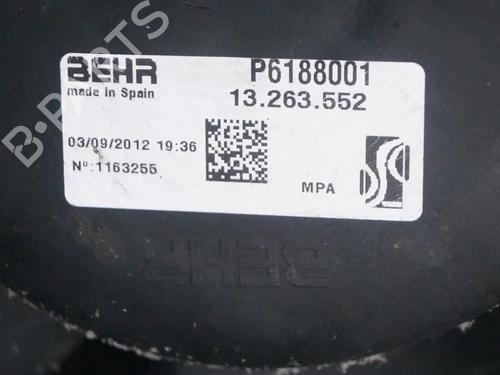 BEHR P6188001
made in Spain 13.263.552
03/09/2012 19:36
Nº:1163255
MPA
BEHR
B-PARTS